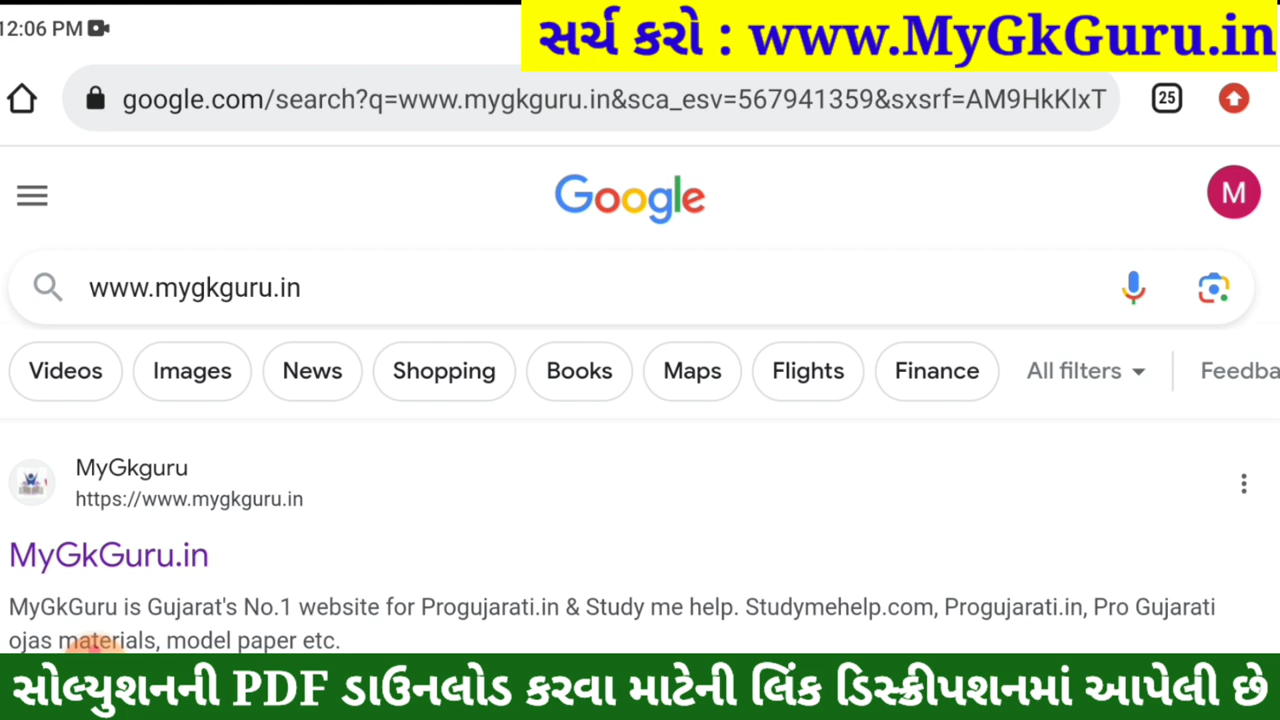 12:06 PM
સર્ચ કરો : www.MyGkGuru.in
google.com/search?q=www.mygkguru.in&sca_esv=567941359&sxsrf=AM9HkKlxT
25
Google
M
www.mygkguru.in
Videos Images News Shopping Books Maps Flights Finance All filters Feedba
MyGkguru
https://www.mygkguru.in
MyGkGuru.in
MyGkGuru is Gujarat's No.1 website for Progujarati.in & Study me help. Studymehelp.com, Progujarati.in, Pro Gujarati
ojas materials, model paper etc.
સોલ્યુશનની PDF ડાઉનલોડ કરવા માટેની લિંક ડિસ્ક્રીપશનમાં આપેલી છે